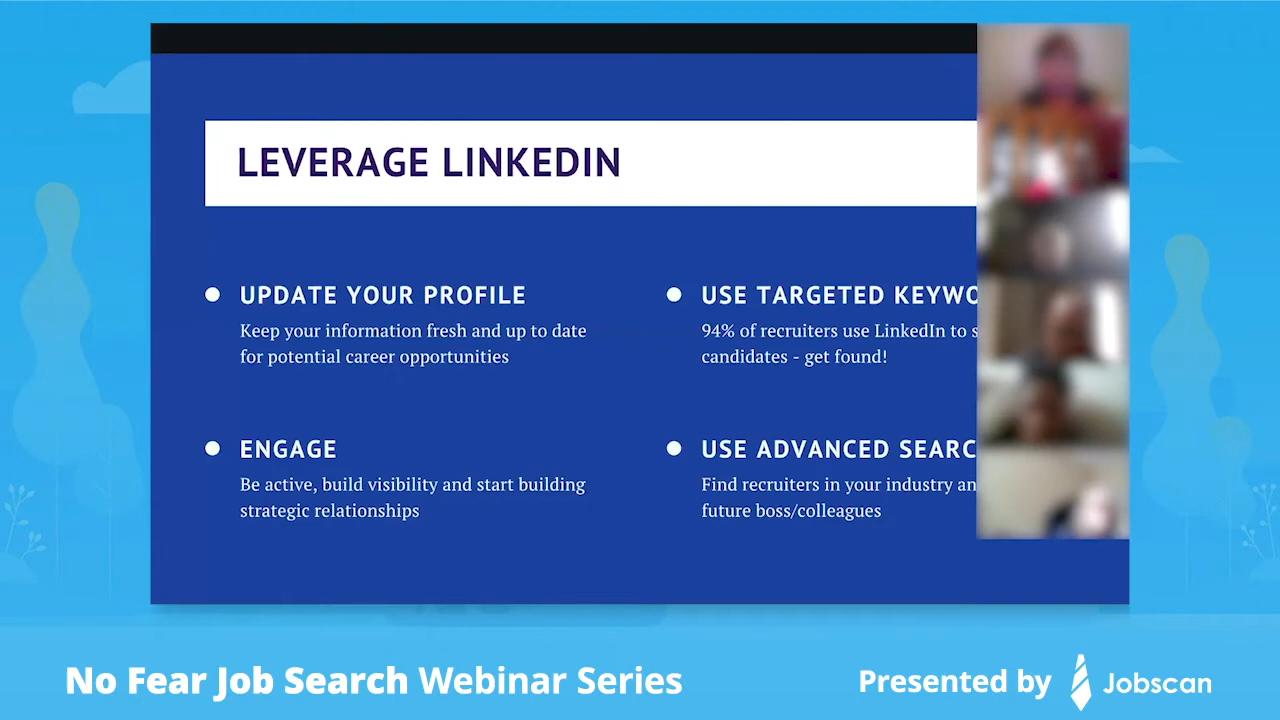 LEVERAGE LINKEDIN
UPDATE YOUR PROFILE
Keep your information fresh and up to date
for potential career opportunities
USE TARGETED KEYWO
94% of recruiters use LinkedIn to s
candidates - get found!
ENGAGE
Be active, build visibility and start building
strategic relationships
USE ADVANCED SEARC
Find recruiters in your industry an
future boss/colleagues
No Fear Job Search Webinar Series
Presented by Jobscan